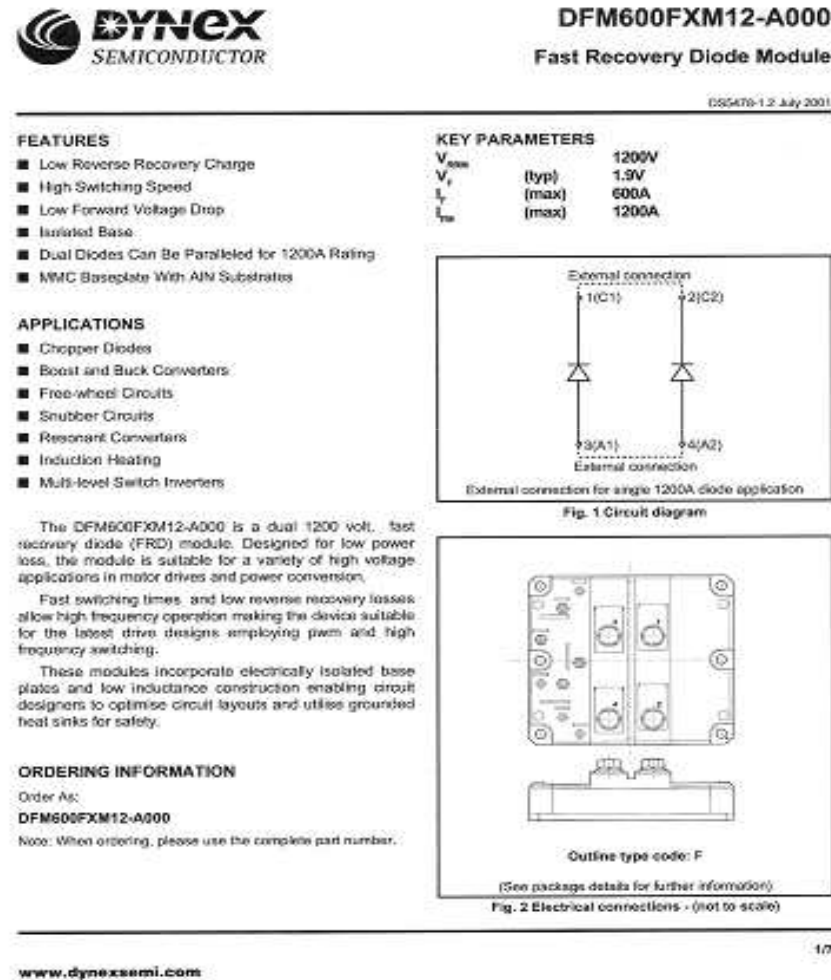 DYNEX
SEMICONDUCTOR
DFM600FXM12-A000
Fast Recovery Diode Module
DS5478-1.2 July 2001
FEATURES
■ Low Reverse Recovery Charge
■ High Switching Speed
■ Low Forward Voltage Drop
■ Isolated Base
■ Dual Diodes Can Be Paralleled for 1200A Rating
■ MMC Baseplate With AlN Substrates
APPLICATIONS
■ Chopper Diodes
■ Boost and Buck Converters
■ Free-wheel Circuits
■ Snubber Circuits
■ Resonant Converters
■ Induction Heating
■ Multi-level Switch Inverters
The DFM600FXM12-A000 is a dual 1200 volt, fast
recovery diode (FRD) module. Designed for low power
loss, the module is suitable for a variety of high voltage
applications in motor drives and power conversion.
Fast switching times and low reverse recovery losses
allow high frequency operation making the device suitable
for the latest drive designs employing pwm and high
frequency switching.
These modules incorporate electrically isolated base
plates and low inductance construction enabling circuit
designers to optimise circuit layouts and utilise grounded
heat sinks for safety.
ORDERING INFORMATION
Order As:
DFM600FXM12-A000
Note: When ordering, please use the complete part number.
KEY PARAMETERS
VRRM 1200V
VF (typ) 1.9V
IF (max) 600A
IFM (max) 1200A
External connection
1(C1) 2(C2)
3(A1) 4(A2)
External connection
External connection for single 1200A diode application
Fig. 1 Circuit diagram
Outline type code: F
(See package details for further information)
Fig. 2 Electrical connections - (not to scale)
1/7
www.dynexsemi.com